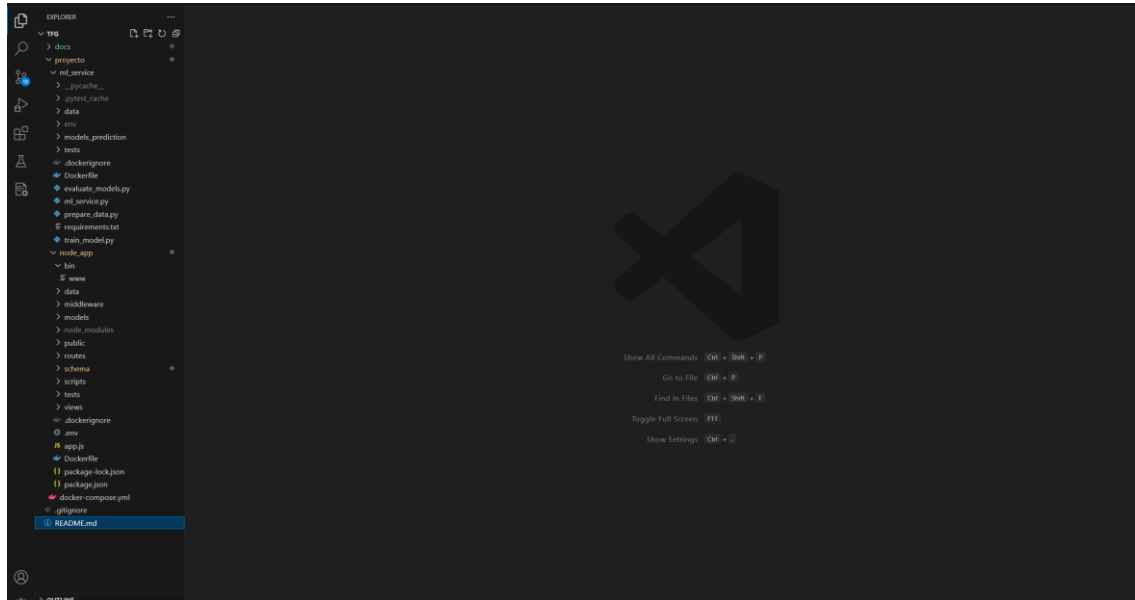 EXPLORER
TFG
docs
proyecto
ml_service
__pycache__
.pytest_cache
data
env
models_prediction
tests
.dockerignore
Dockerfile
evaluate_models.py
ml_service.py
prepare_data.py
requirements.txt
train_model.py
node_app
bin
www
data
middleware
models
node_modules
public
routes
schema
scripts
tests
views
.dockerignore
.env
JS app.js
Dockerfile
{} package-lock.json
{} package.json
docker-compose.yml
.gitignore
README.md
OUTLINE
Show All Commands Ctrl + Shift + P
Go to File Ctrl + P
Find in Files Ctrl + Shift + F
Toggle Full Screen F11
Show Settings Ctrl + ,